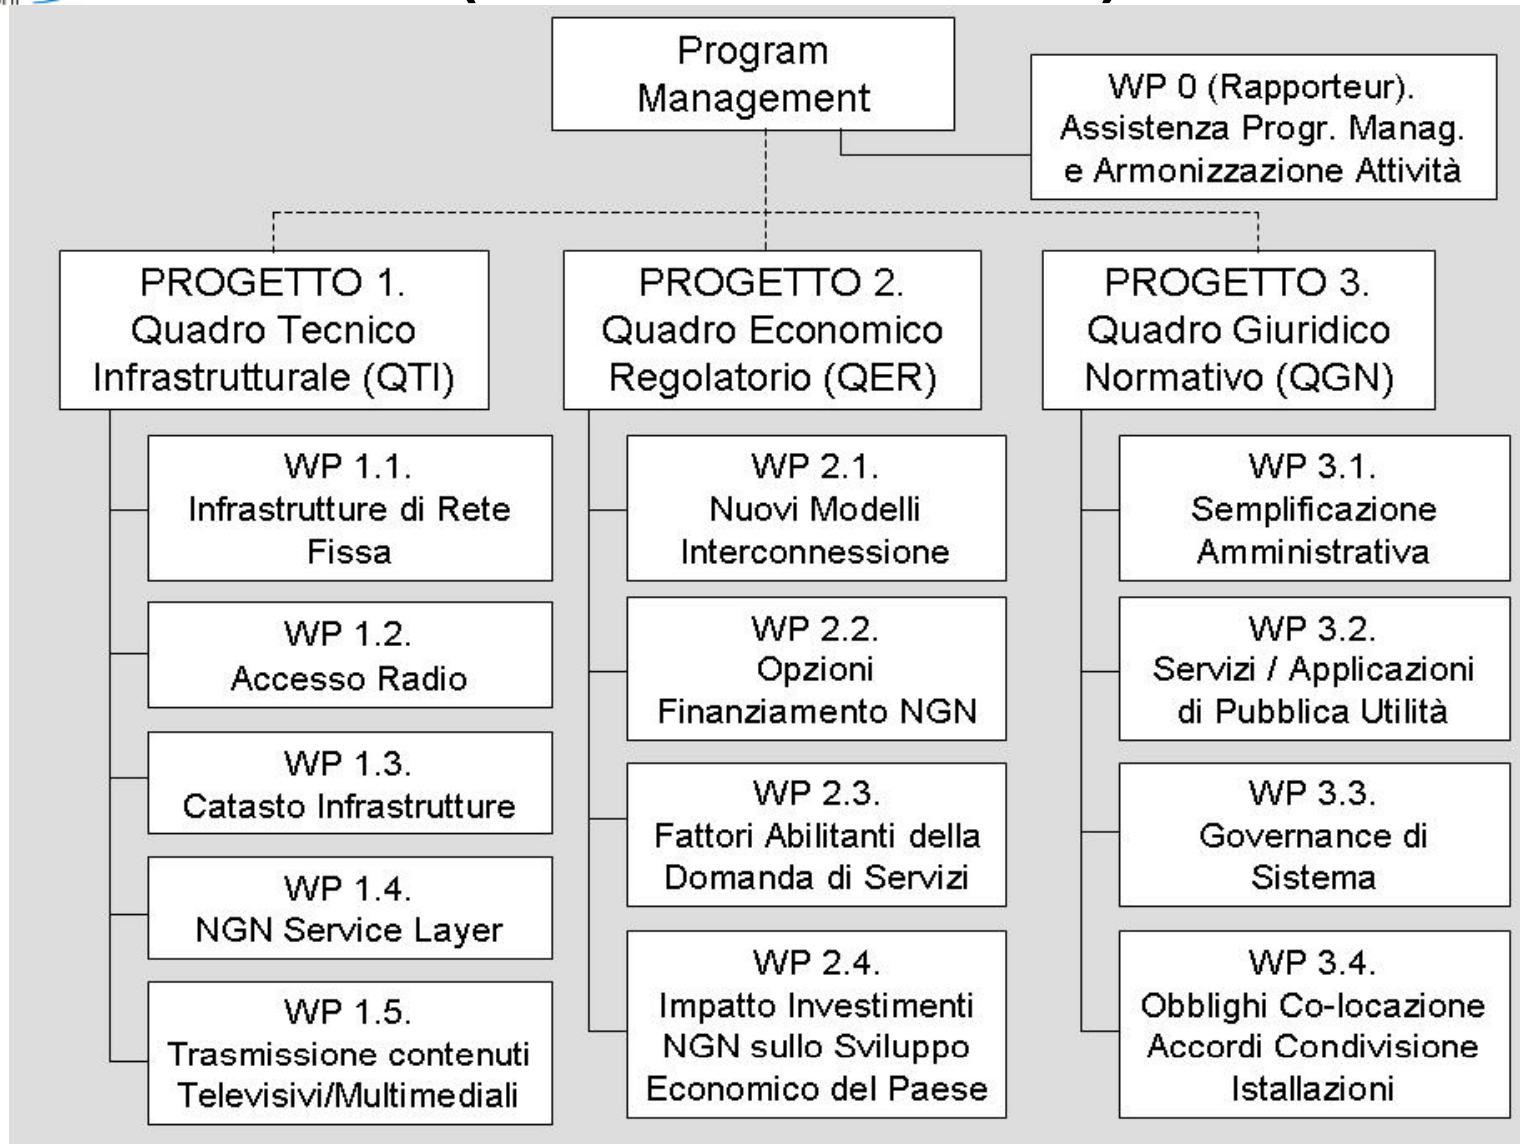 Program
Management
WP 0 (Rapporteur).
Assistenza Progr. Manag.
e Armonizzazione Attività
PROGETTO 1.
Quadro Tecnico
Infrastrutturale (QTI)
WP 1.1.
Infrastrutture di Rete
Fissa
WP 1.2.
Accesso Radio
WP 1.3.
Catasto Infrastrutture
WP 1.4.
NGN Service Layer
WP 1.5.
Trasmissione contenuti
Televisivi/Multimediali
PROGETTO 2.
Quadro Economico
Regolatorio (QER)
WP 2.1.
Nuovi Modelli
Interconnessione
WP 2.2.
Opzioni
Finanziamento NGN
WP 2.3.
Fattori Abilitanti della
Domanda di Servizi
WP 2.4.
Impatto Investimenti
NGN sullo Sviluppo
Economico del Paese
PROGETTO 3.
Quadro Giuridico
Normativo (QGN)
WP 3.1.
Semplificazione
Amministrativa
WP 3.2.
Servizi / Applicazioni
di Pubblica Utilità
WP 3.3.
Governance di
Sistema
WP 3.4.
Obblighi Co-locazione
Accordi Condivisione
Istallazioni